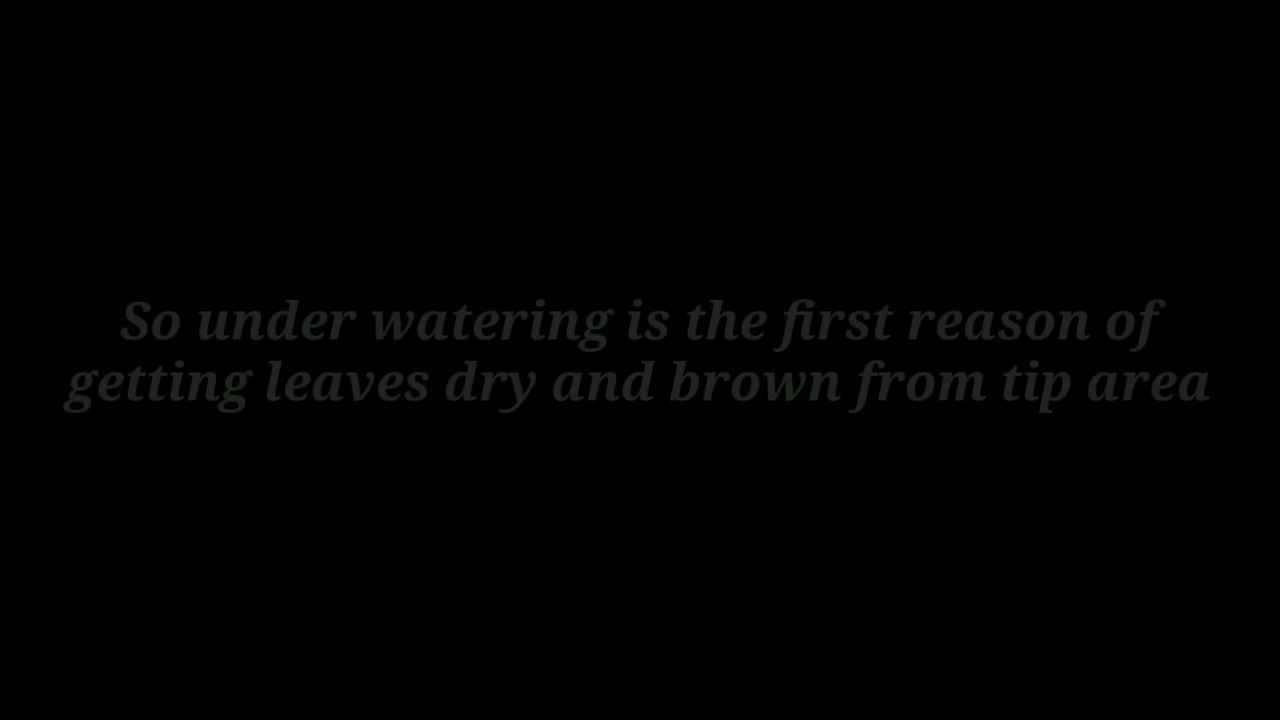 So under watering is the first reason of
getting leaves dry and brown from tip area